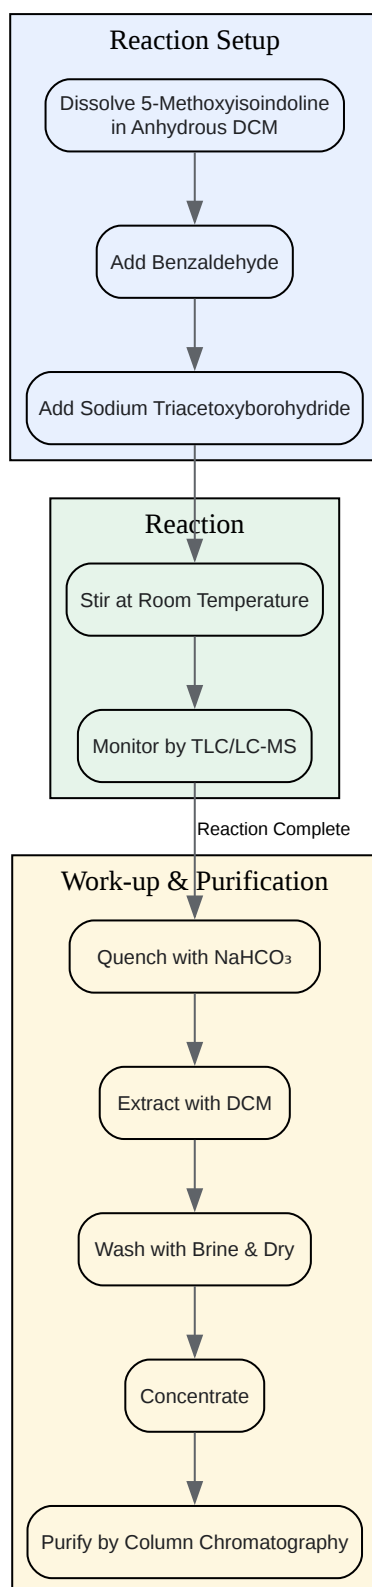 Reaction Setup
Dissolve 5-Methoxyisoindoline
in Anhydrous DCM
Add Benzaldehyde
Add Sodium Triacetoxyborohydride
Reaction
Stir at Room Temperature
Monitor by TLC/LC-MS
Reaction Complete
Work-up & Purification
Quench with NaHCO₃
Extract with DCM
Wash with Brine & Dry
Concentrate
Purify by Column Chromatography